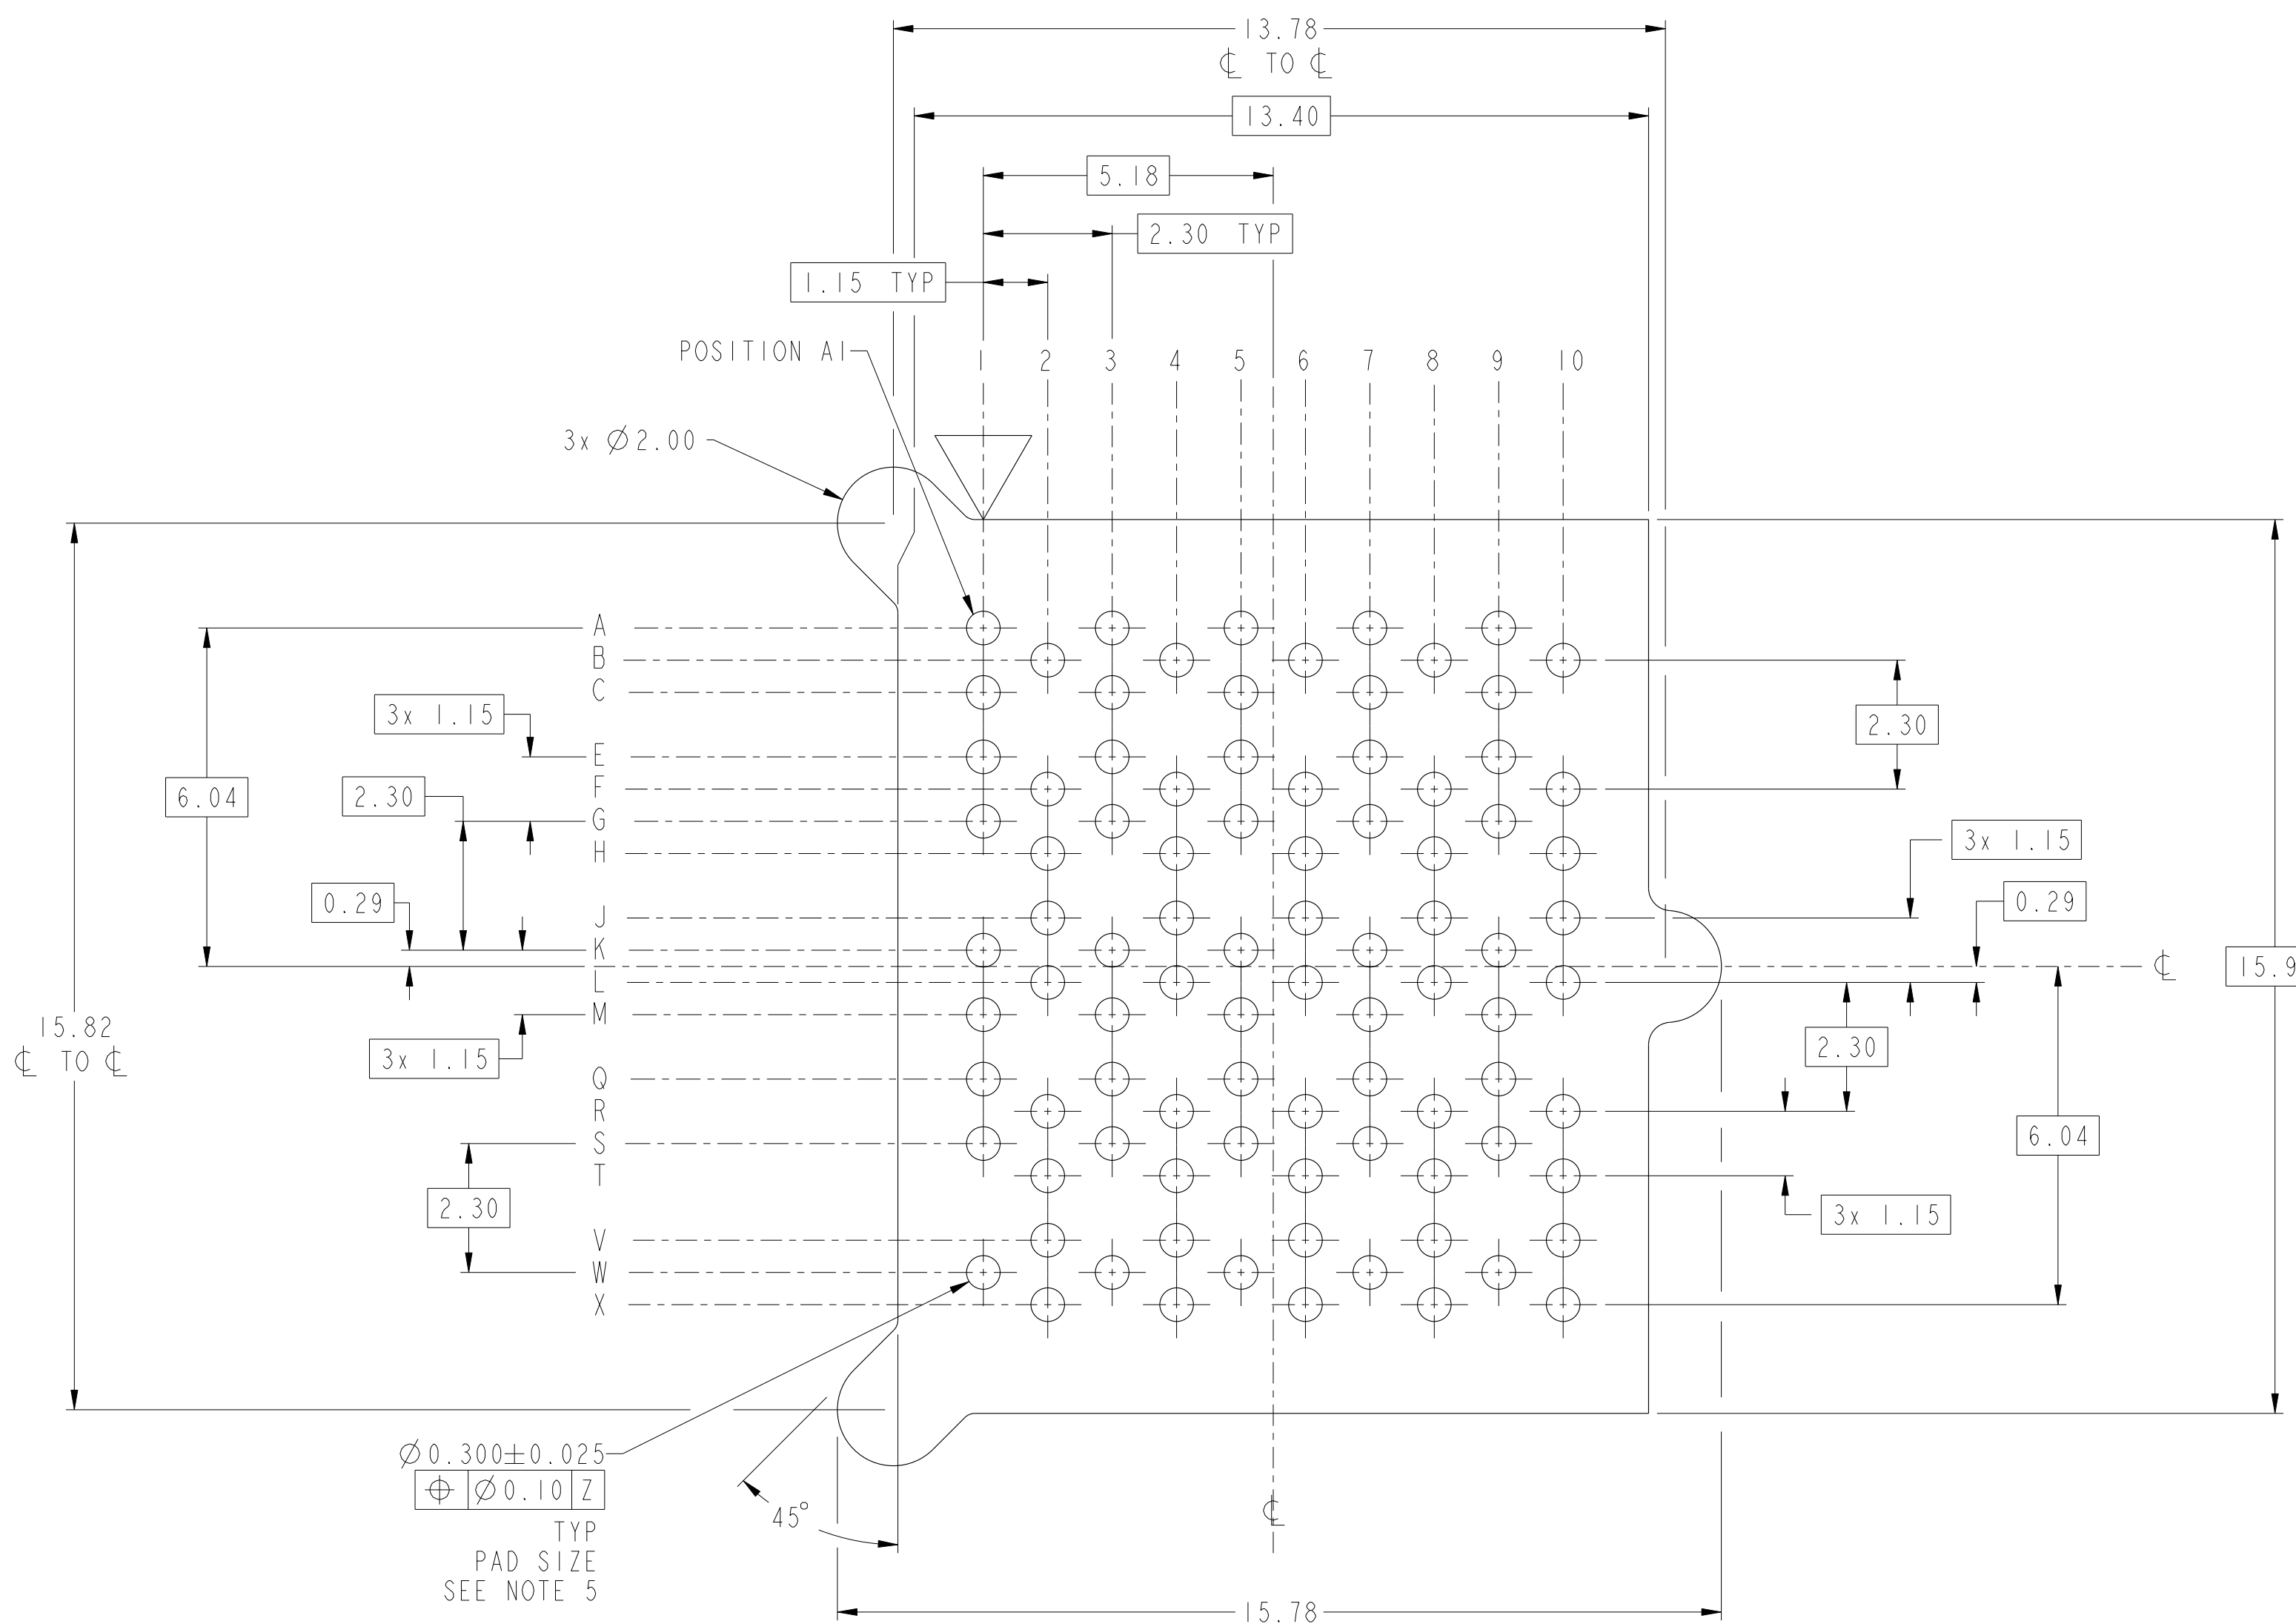 13.78
℄ TO ℄
13.40
5.18
2.30 TYP
1.15 TYP
POSITION A1
1 2 3 4 5 6 7 8 9 10
3x Ø2.00
A
B
C
3x 1.15
2.30
E
6.04
2.30
F
G
H
3x 1.15
0.29
0.29
J
K
L
℄
15.9
M
15.82
℄ TO ℄
3x 1.15
2.30
Q
R
S
6.04
T
2.30
3x 1.15
V
W
X
Ø0.300±0.025
⌖ Ø0.10 Z
TYP
PAD SIZE
SEE NOTE 5
45°
℄
15.78